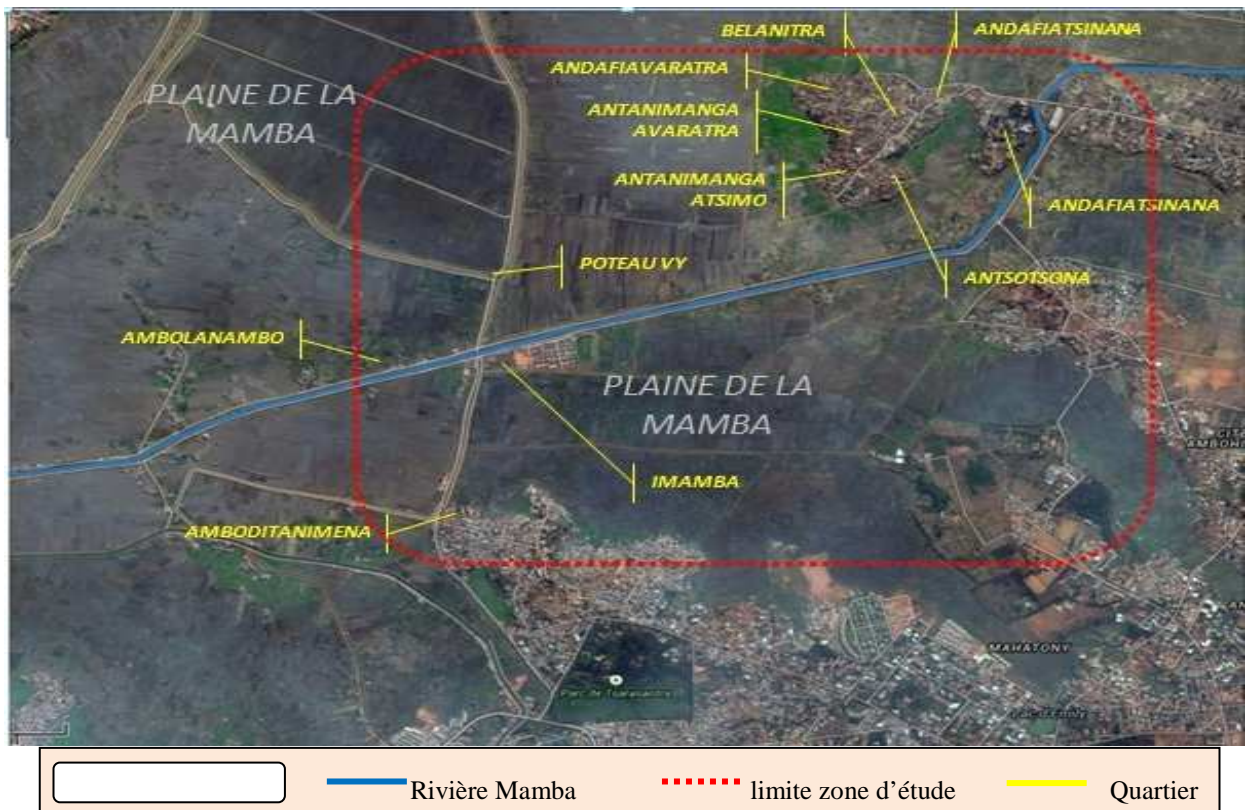 BELANITRA
ANDAFIATSINANA
ANDAFIAVARATRA
PLAINE DE LA
MAMBA
ANTANIMANGA
AVARATRA
ANTANIMANGA
ATSIMO
ANDAFIATSINANA
POTEAU VY
ANTSOTSONA
AMBOLANAMBO
PLAINE DE LA
MAMBA
IMAMBA
AMBODITANIMENA
MAHATONY
Rivière Mamba
limite zone d’étude
Quartier